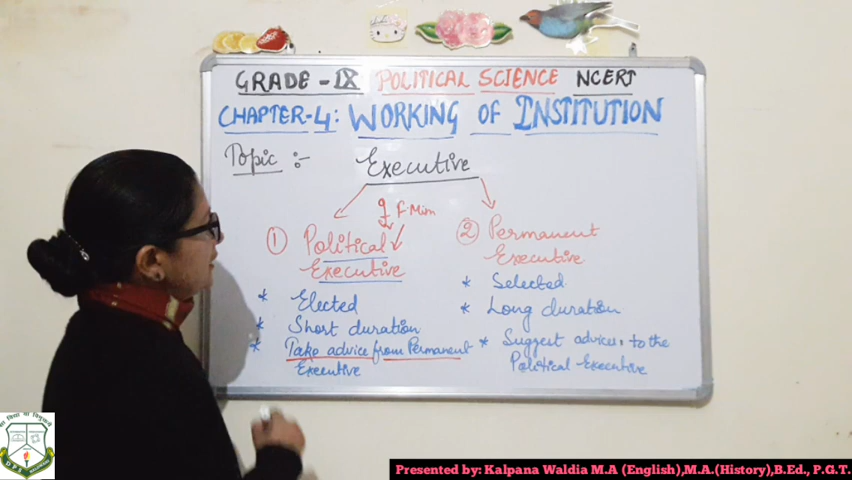 GRADE-IX POLITICAL SCIENCE NCERT
CHAPTER-4: WORKING OF INSTITUTION
Topic :- Executive
F. Min
① Political
Executive
* Elected
* Short duration
* Take advice from Permanent
Executive
② Permanent
Executive
* Selected
* Long duration
* Suggest advices to the
Political Executive
DPS
Presented by: Kalpana Waldia M.A (English),M.A.(History),B.Ed., P.G.T.